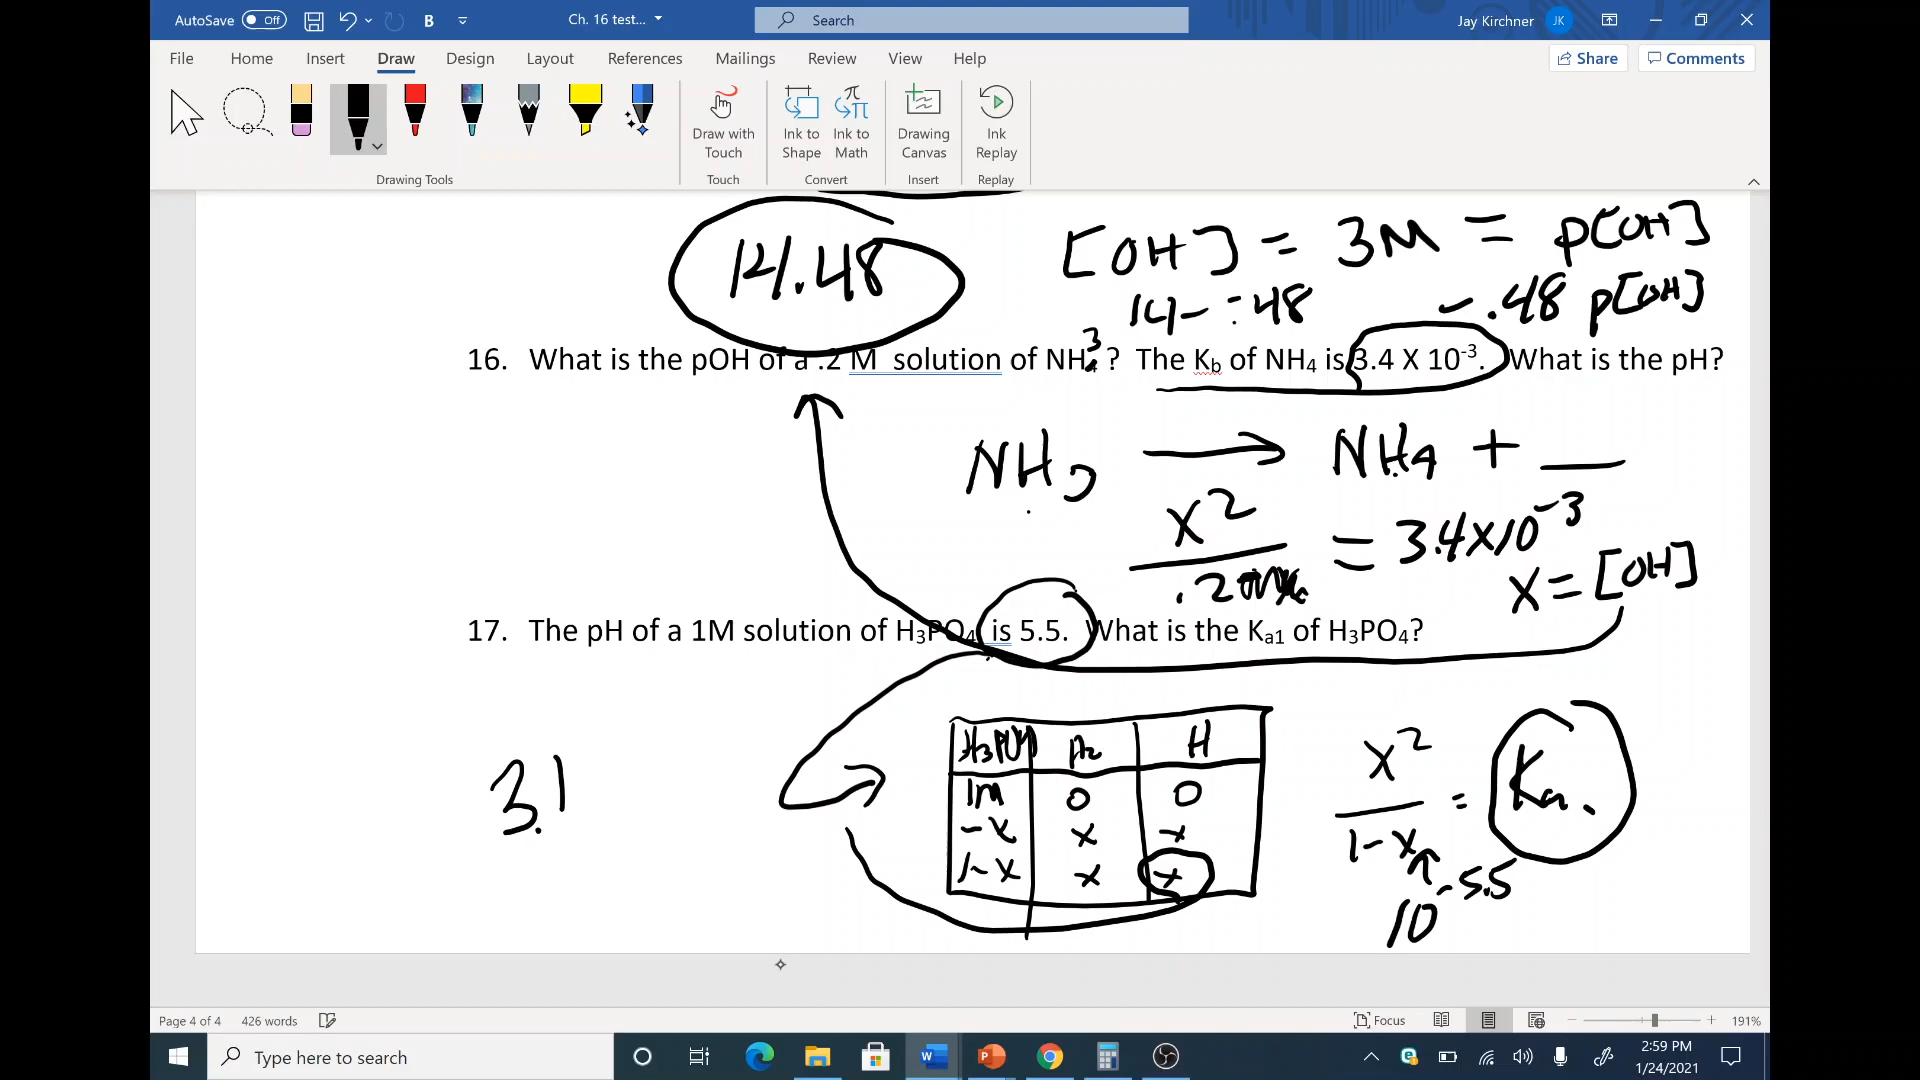 AutoSave Off B Ch. 16 test... Search Jay Kirchner JK
File Home Insert Draw Design Layout References Mailings Review View Help Share Comments
Draw with Touch
Ink to Shape
Ink to Math
Drawing Canvas
Ink Replay
Drawing Tools Touch Convert Insert Replay
14.48
[OH] = 3M = p[OH]
14- -.48 -.48 p[OH]
16. What is the pOH of a .2 M solution of NH3 ? The Kb of NH4 is 3.4 X 10-3. What is the pH?
NH3 → NH4 + __
x2
.2 = 3.4x10-3
x = [OH]
17. The pH of a 1M solution of H3PO4 is 5.5. What is the Ka1 of H3PO4?
H3PO4 H2 H
1M 0 0
-x x x
1-x x x
x2
1-x = Ka.
10-5.5
3.1
Page 4 of 4 426 words Focus 191%
Type here to search
2:59 PM
1/24/2021